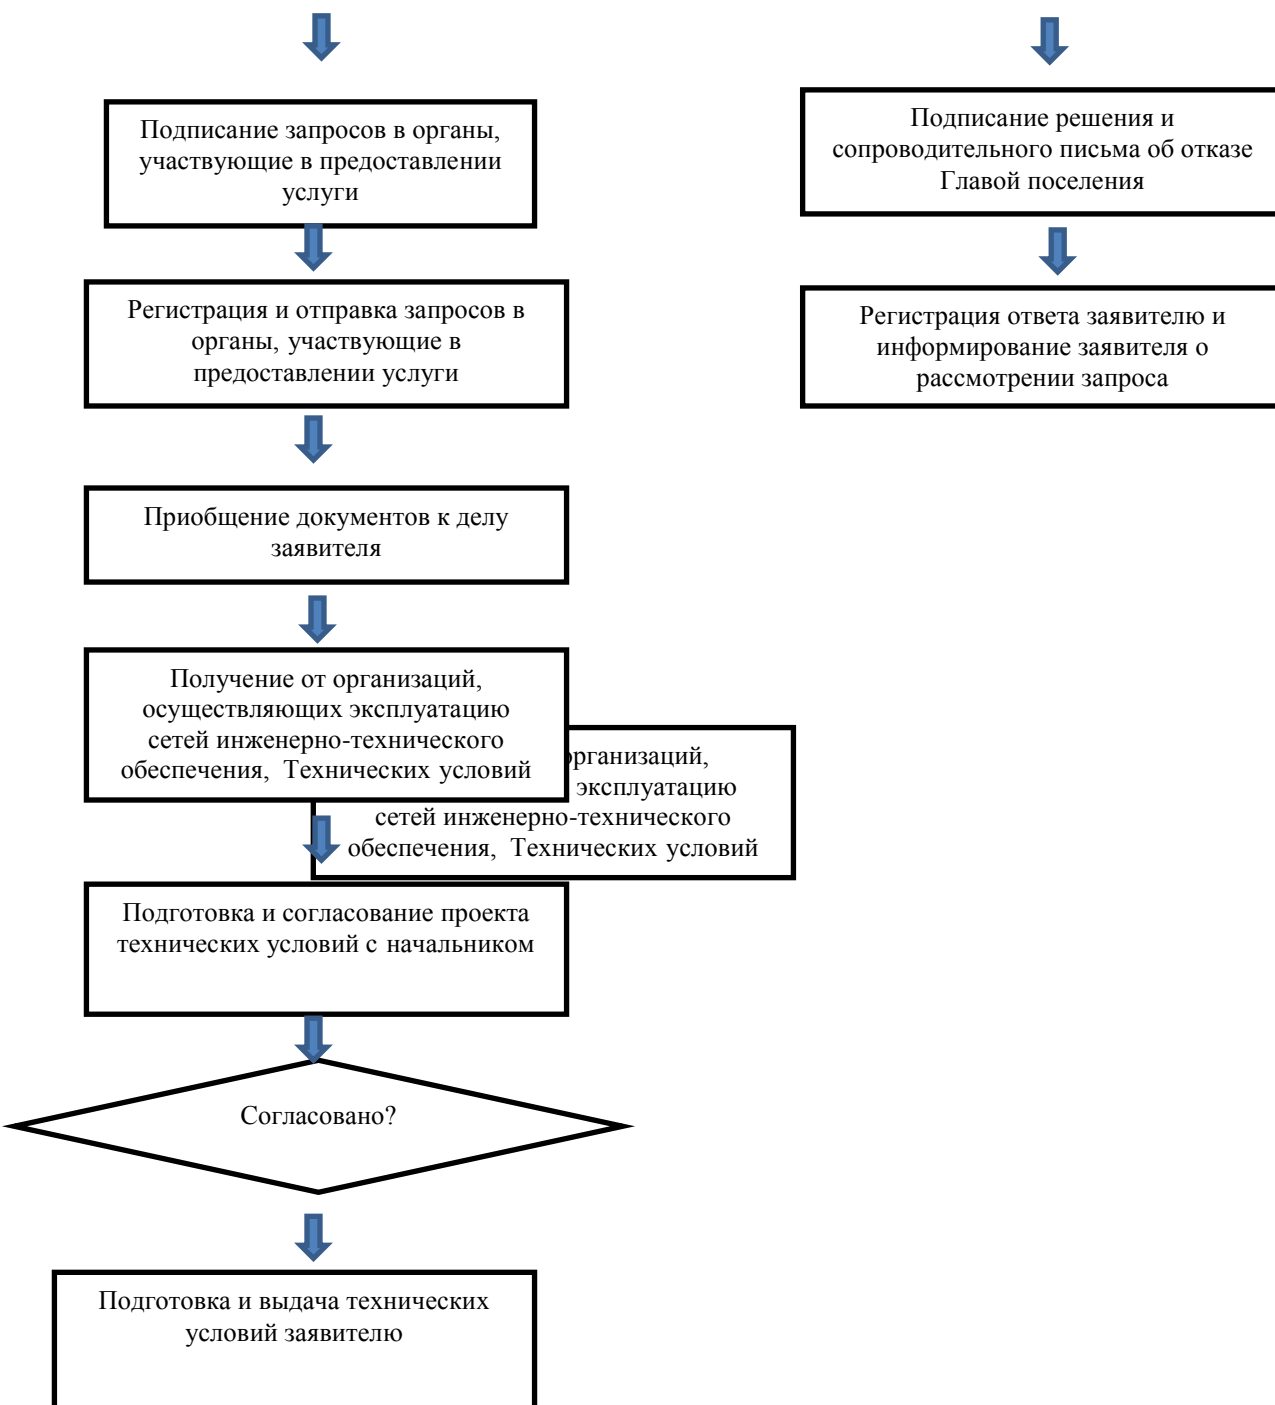 Подписание запросов в органы,
участвующие в предоставлении
услуги
Регистрация и отправка запросов в
органы, участвующие в
предоставлении услуги
Приобщение документов к делу
заявителя
Получение от организаций,
осуществляющих эксплуатацию
сетей инженерно-технического
обеспечения, Технических условий
организаций,
эксплуатацию
сетей инженерно-технического
обеспечения, Технических условий
Подготовка и согласование проекта
технических условий с начальником
Согласовано?
Подготовка и выдача технических
условий заявителю
Подписание решения и
сопроводительного письма об отказе
Главой поселения
Регистрация ответа заявителю и
информирование заявителя о
рассмотрении запроса